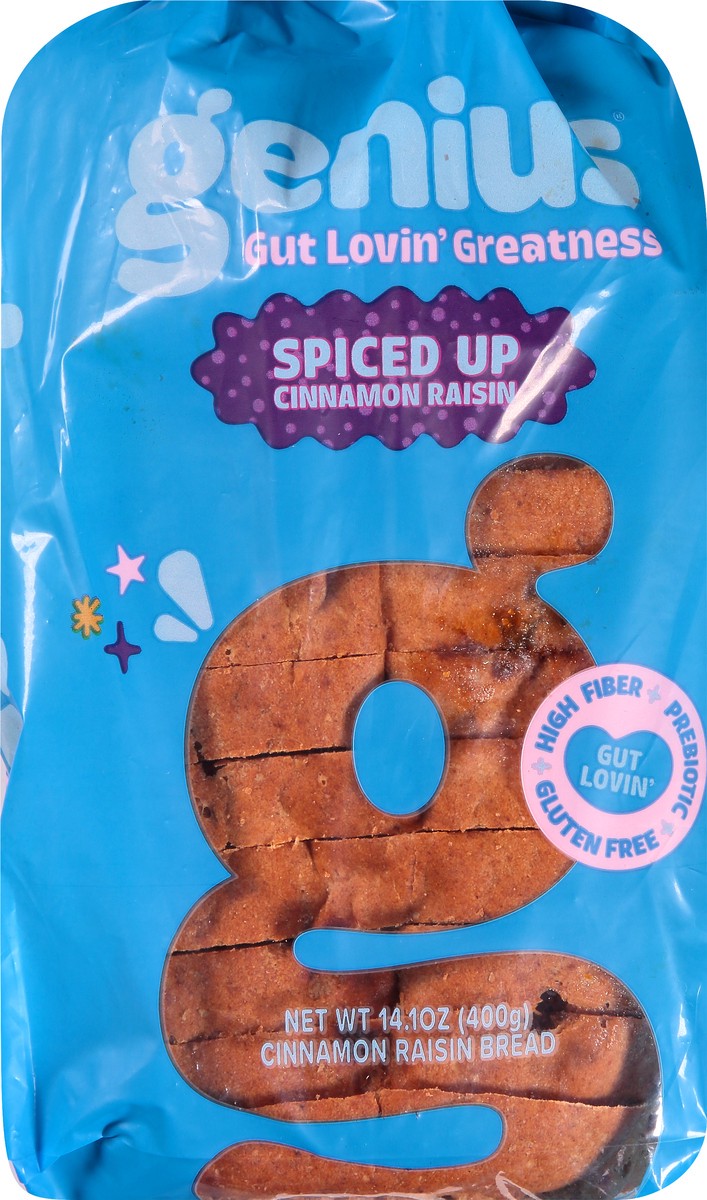 genius
Gut Lovin' Greatness
SPICED UP
CINNAMON RAISIN
HIGH FIBER + PREBIOTIC + GLUTEN FREE +
GUT
LOVIN'
NET WT 14.1OZ (400g)
CINNAMON RAISIN BREAD